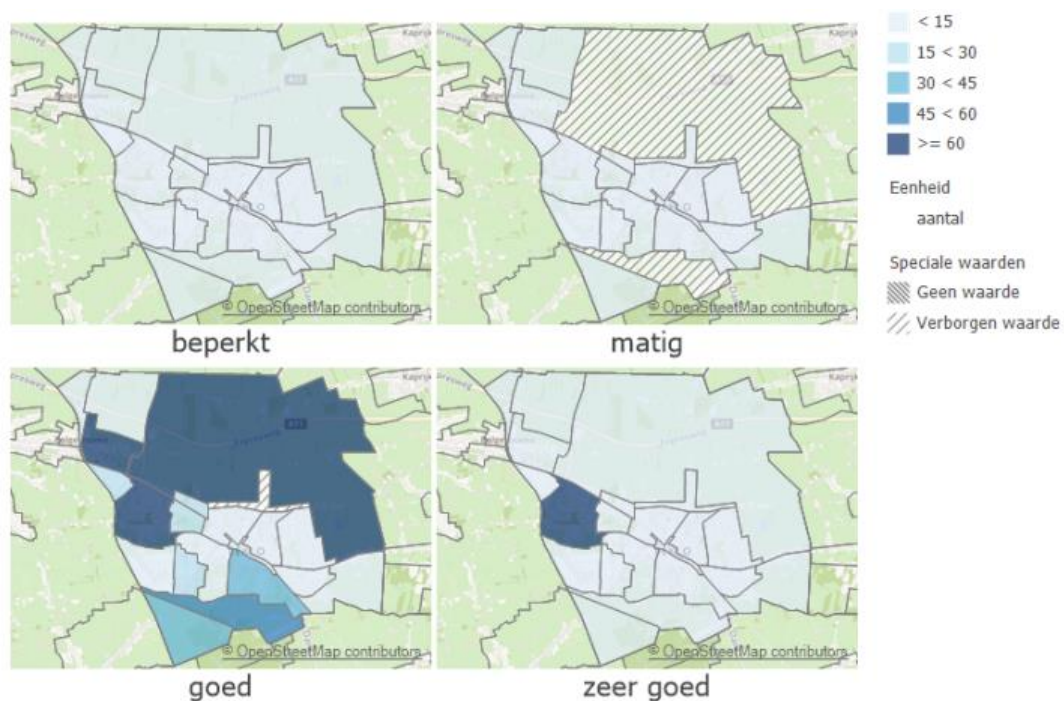 < 15
15 < 30
30 < 45
45 < 60
>= 60
Eenheid
aantal
Speciale waarden
Geen waarde
Verborgen waarde
© OpenStreetMap contributors
beperkt
© OpenStreetMap contributors
matig
© OpenStreetMap contributors
goed
© OpenStreetMap contributors
zeer goed